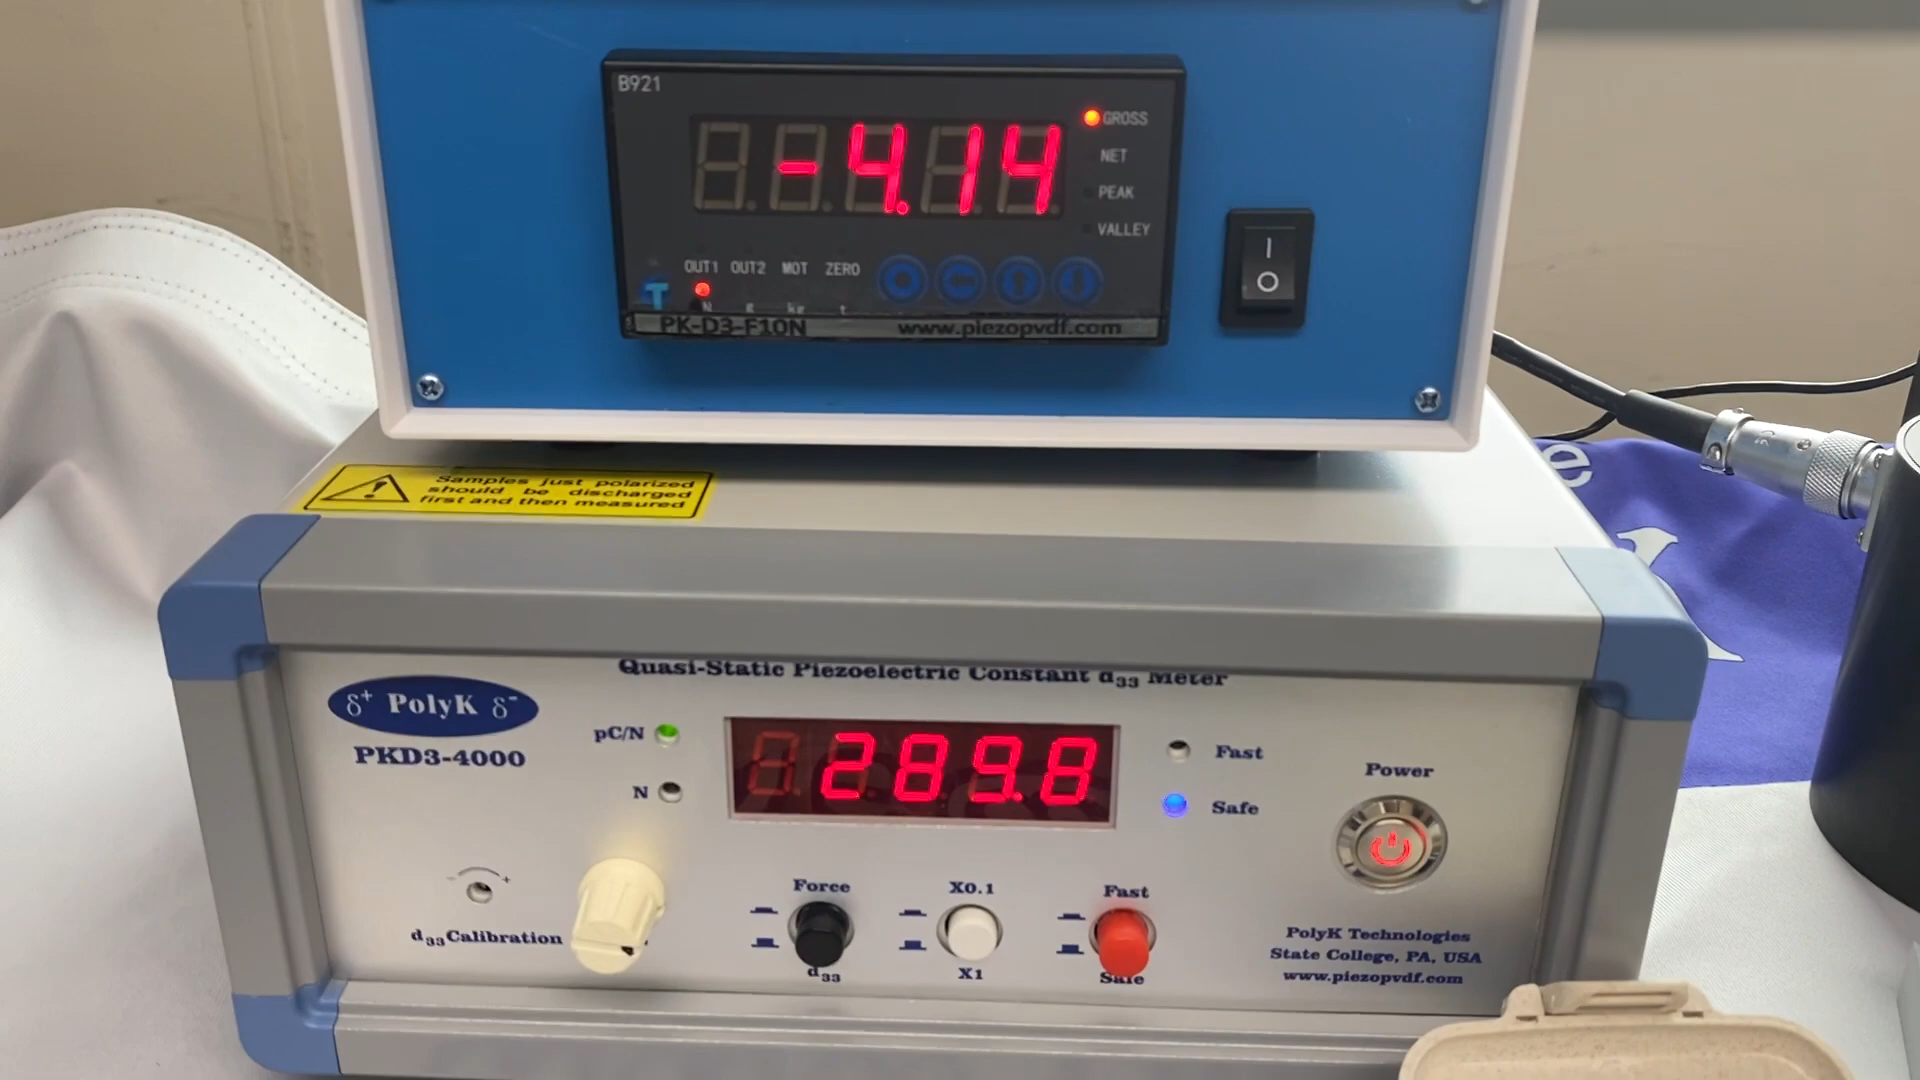 B921
-4.14
GROSS
NET
PEAK
VALLEY
OUT1 OUT2 MOT ZERO
N g kg t
PK-D3-F10N www.piezopvdf.com
I
O
Samples just polarized
should be discharged
first and then measured
Quasi-Static Piezoelectric Constant d33 Meter
δ+ PolyK δ-
PKD3-4000
pC/N
N
289.8
Fast
Safe
Power
- +
d33Calibration
Force
d33
X0.1
X1
Fast
Safe
PolyK Technologies
State College, PA, USA
www.piezopvdf.com